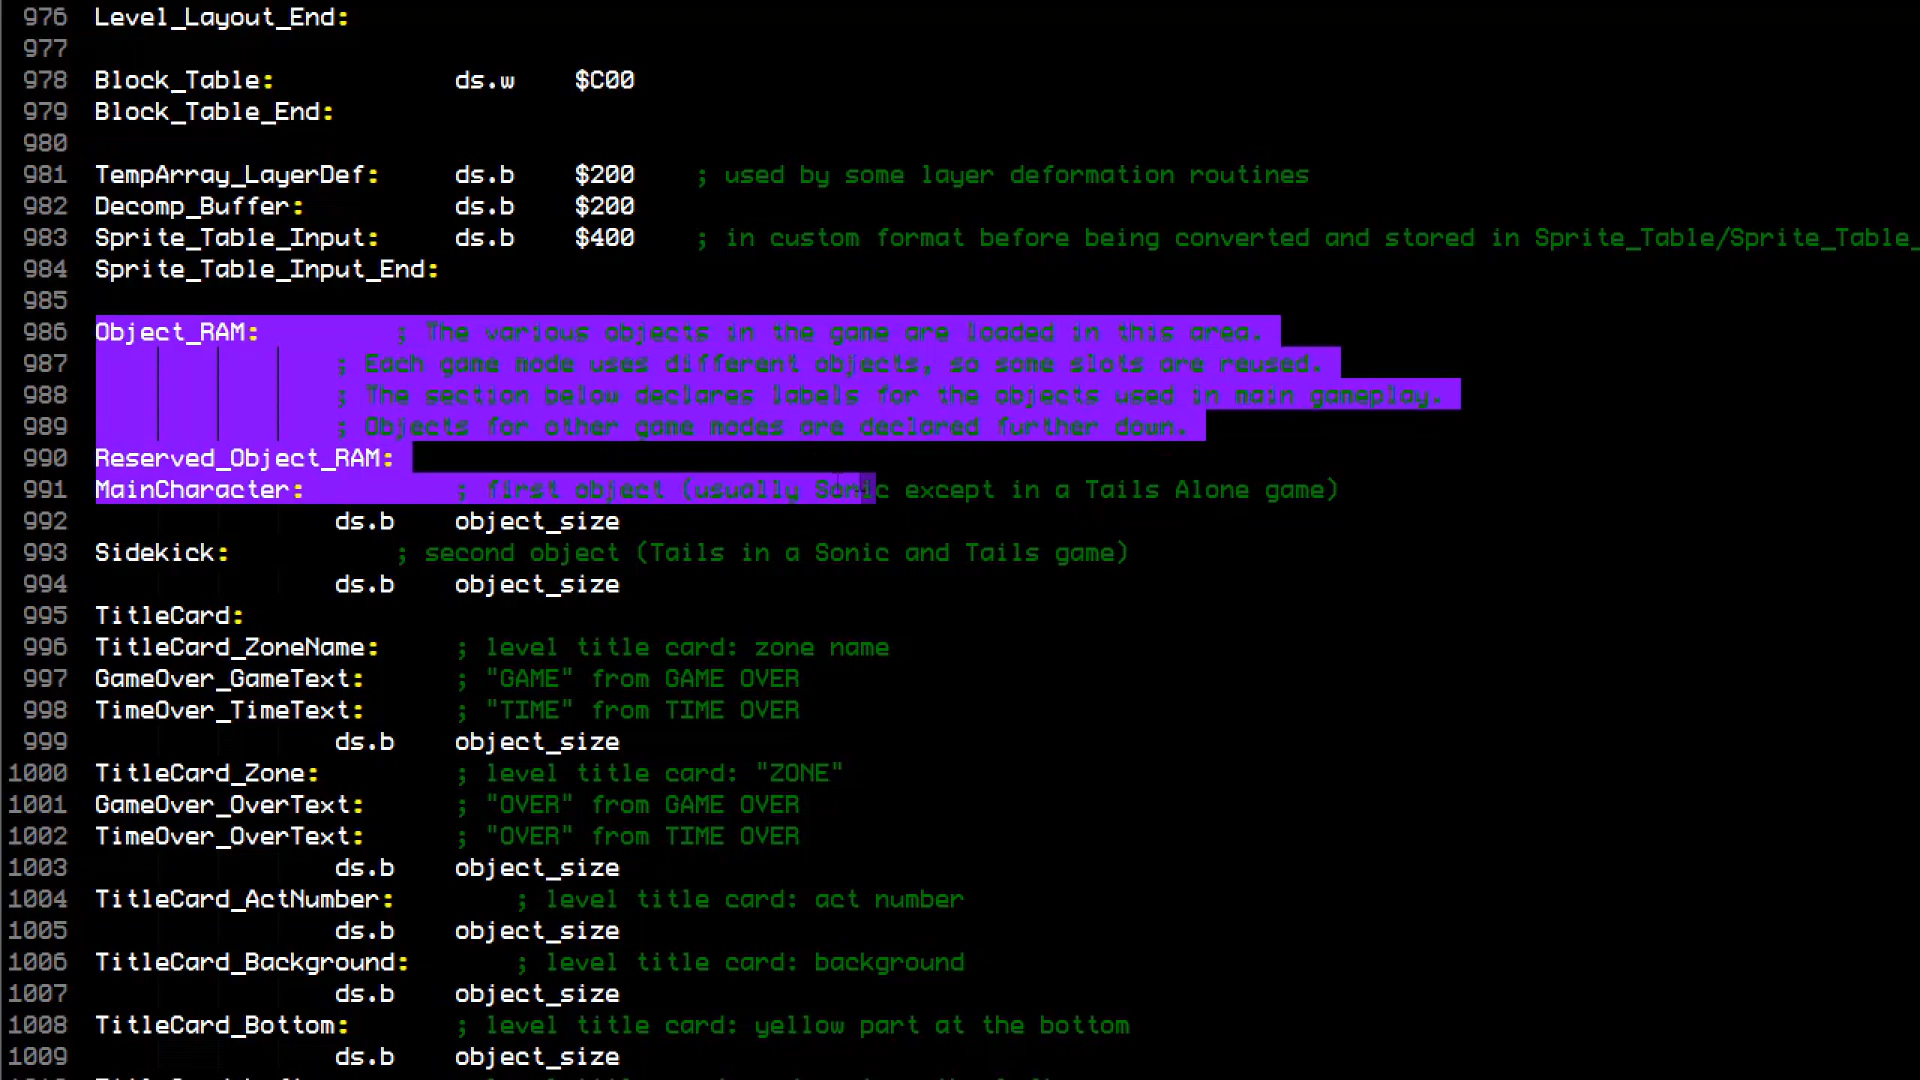 976 Level_Layout_End:
977
978 Block_Table: ds.w $C00
979 Block_Table_End:
980
981 TempArray_LayerDef: ds.b $200 ; used by some layer deformation routines
982 Decomp_Buffer: ds.b $200
983 Sprite_Table_Input: ds.b $400 ; in custom format before being converted and stored in Sprite_Table/Sprite_Table_
984 Sprite_Table_Input_End:
985
986 Object_RAM: ; The various objects in the game are loaded in this area.
987 ; Each game mode uses different objects, so some slots are reused.
988 ; The section below declares labels for the objects used in main gameplay.
989 ; Objects for other game modes are declared further down.
990 Reserved_Object_RAM:
991 MainCharacter: ; first object (usually Sonic except in a Tails Alone game)
992 ds.b object_size
993 Sidekick: ; second object (Tails in a Sonic and Tails game)
994 ds.b object_size
995 TitleCard:
996 TitleCard_ZoneName: ; level title card: zone name
997 GameOver_GameText: ; "GAME" from GAME OVER
998 TimeOver_TimeText: ; "TIME" from TIME OVER
999 ds.b object_size
1000 TitleCard_Zone: ; level title card: "ZONE"
1001 GameOver_OverText: ; "OVER" from GAME OVER
1002 TimeOver_OverText: ; "OVER" from TIME OVER
1003 ds.b object_size
1004 TitleCard_ActNumber: ; level title card: act number
1005 ds.b object_size
1006 TitleCard_Background: ; level title card: background
1007 ds.b object_size
1008 TitleCard_Bottom: ; level title card: yellow part at the bottom
1009 ds.b object_size